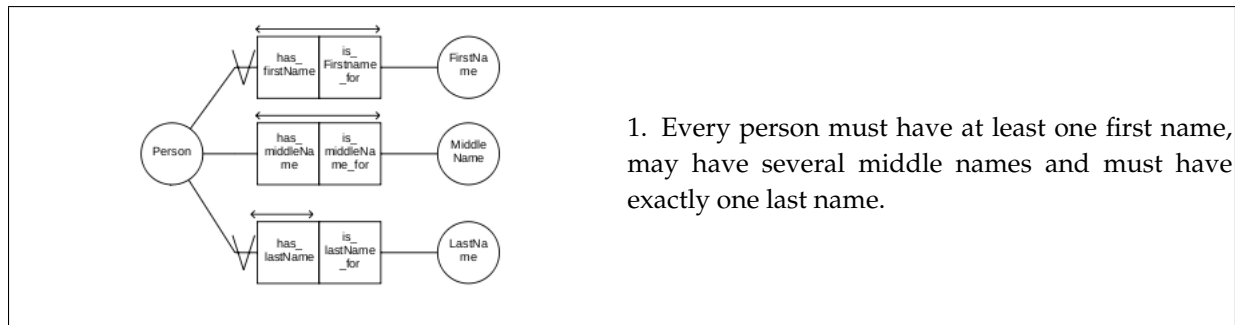 has_
firstName
is_
Firstname
_for
FirstNa
me
Person
has_
middleNa
me
is_
middleNa
me_for
Middle
Name
has_
lastName
is_
lastName
_for
LastNa
me
1. Every person must have at least one first name,
may have several middle names and must have
exactly one last name.